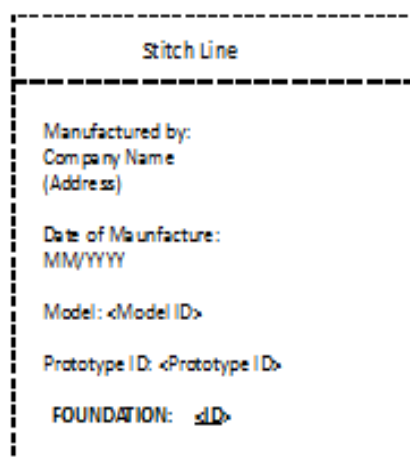 Stitch Line
Manufactured by:
Company Name
(Address)
Date of Maunfacture:
MM/YYYY
Model: <Model ID>
Prototype ID: <Prototype ID>
FOUNDATION: <ID>